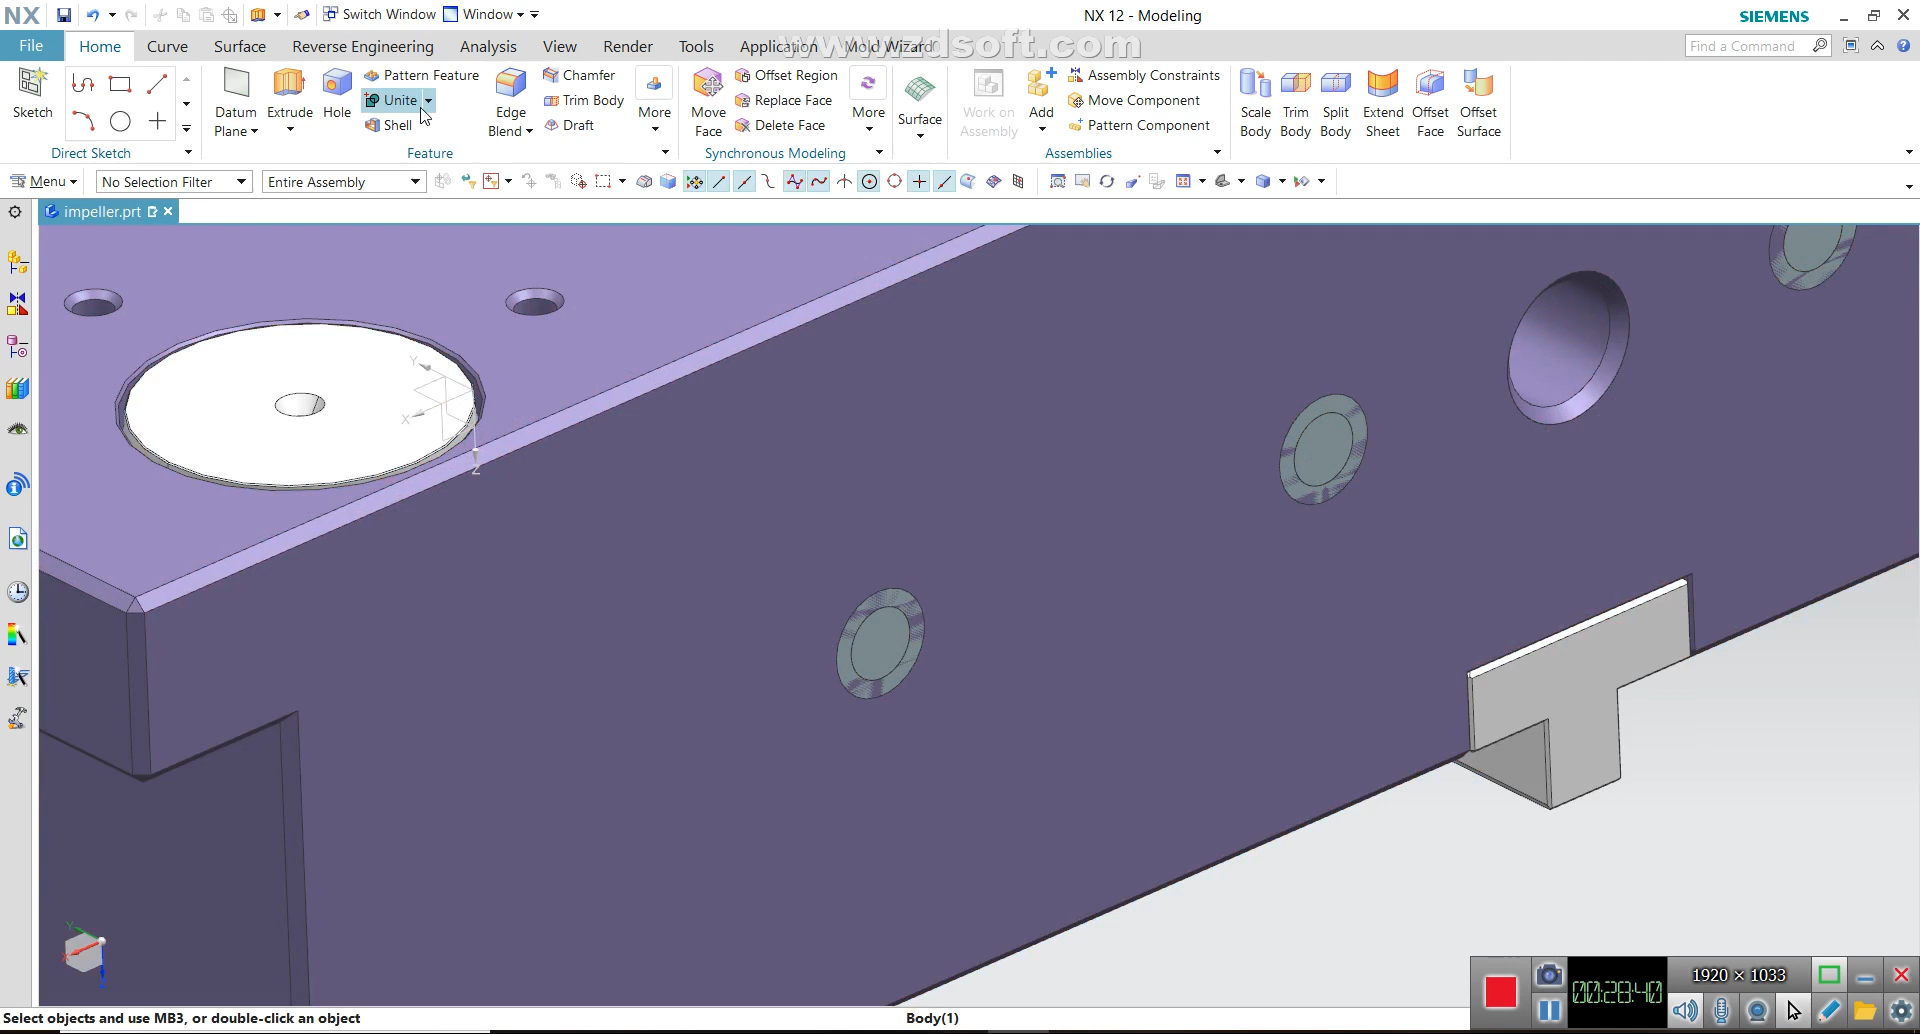 NX Switch Window Window NX 12 - Modeling SIEMENS
File Home Curve Surface Reverse Engineering Analysis View Render Tools Application Mold Wizard Find a Command
www.zdsoft.com
Sketch
Direct Sketch
Datum Plane
Extrude
Hole
Pattern Feature
Unite
Shell
Edge Blend
Chamfer
Trim Body
Draft
More
Feature
Move Face
Offset Region
Replace Face
Delete Face
More
Synchronous Modeling
Surface
Work on Assembly
Add
Assembly Constraints
Move Component
Pattern Component
Assemblies
Scale Body
Trim Body
Split Body
Extend Sheet
Offset Face
Offset Surface
Menu No Selection Filter Entire Assembly
impeller.prt
Y
X
Z
Y
X
Z
1920 × 1033
00:28:40
Select objects and use MB3, or double-click an object Body(1)